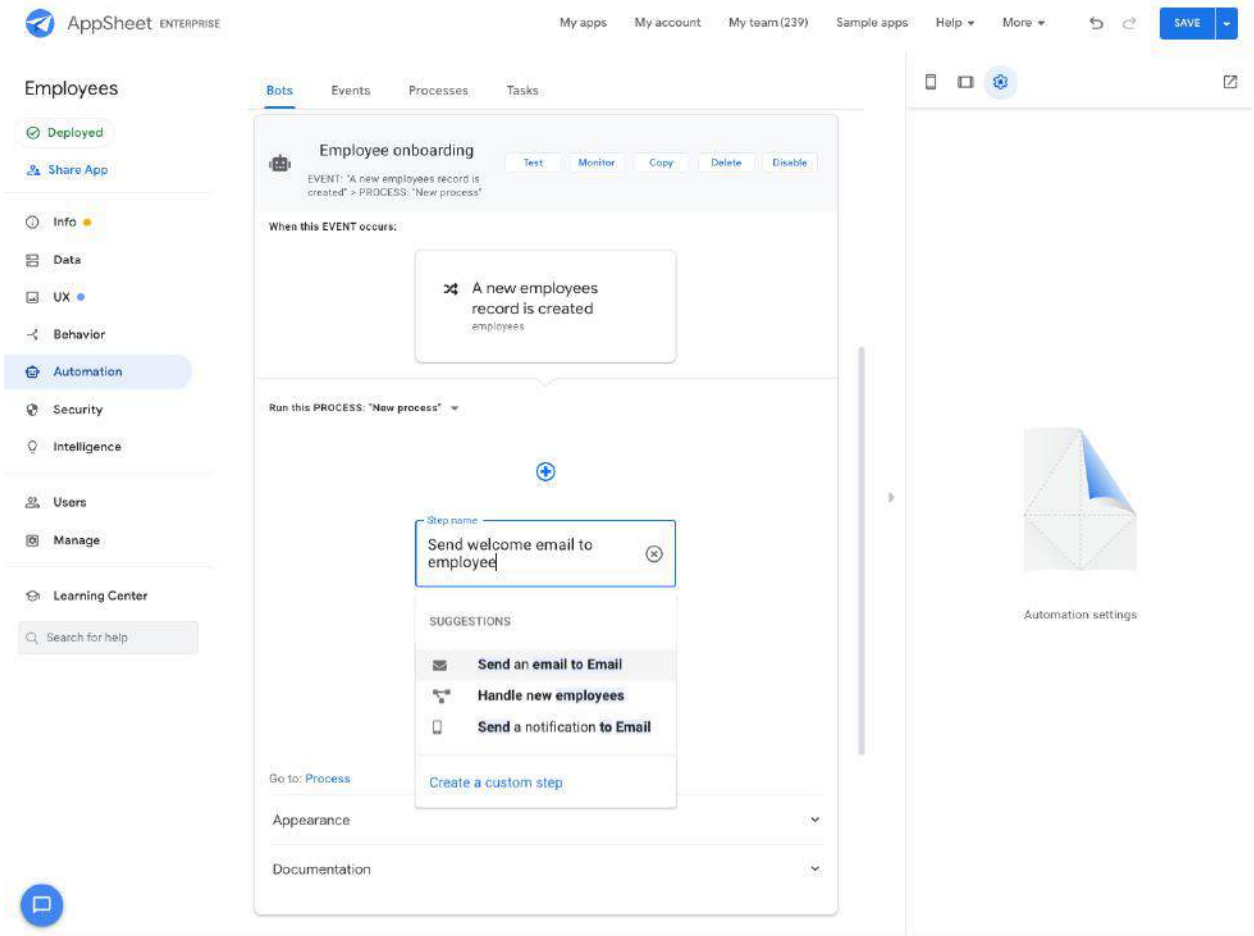 AppSheet ENTERPRISE
My apps
My account
My team (239)
Sample apps
Help
More
SAVE
Employees
Deployed
Share App
Info
Data
UX
Behavior
Automation
Security
Intelligence
Users
Manage
Learning Center
Search for help
Bots
Events
Processes
Tasks
Employee onboarding
EVENT: "A new employees record is
created" > PROCESS: "New process"
Test
Monitor
Copy
Delete
Disable
When this EVENT occurs:
A new employees
record is created
employees
Run this PROCESS: "New process"
Step name
Send welcome email to
employee
SUGGESTIONS
Send an email to Email
Handle new employees
Send a notification to Email
Create a custom step
Go to: Process
Appearance
Documentation
Automation settings